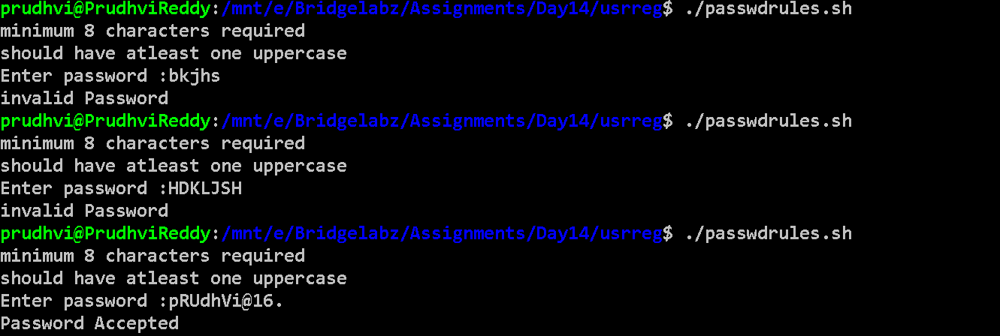 prudhvi@PrudhviReddy:/mnt/e/Bridgelabz/Assignments/Day14/usrreg$ ./passwdrules.sh
minimum 8 characters required
should have atleast one uppercase
Enter password :bkjhs
invalid Password
prudhvi@PrudhviReddy:/mnt/e/Bridgelabz/Assignments/Day14/usrreg$ ./passwdrules.sh
minimum 8 characters required
should have atleast one uppercase
Enter password :HDKLJSH
invalid Password
prudhvi@PrudhviReddy:/mnt/e/Bridgelabz/Assignments/Day14/usrreg$ ./passwdrules.sh
minimum 8 characters required
should have atleast one uppercase
Enter password :pRUdhVi@16.
Password Accepted